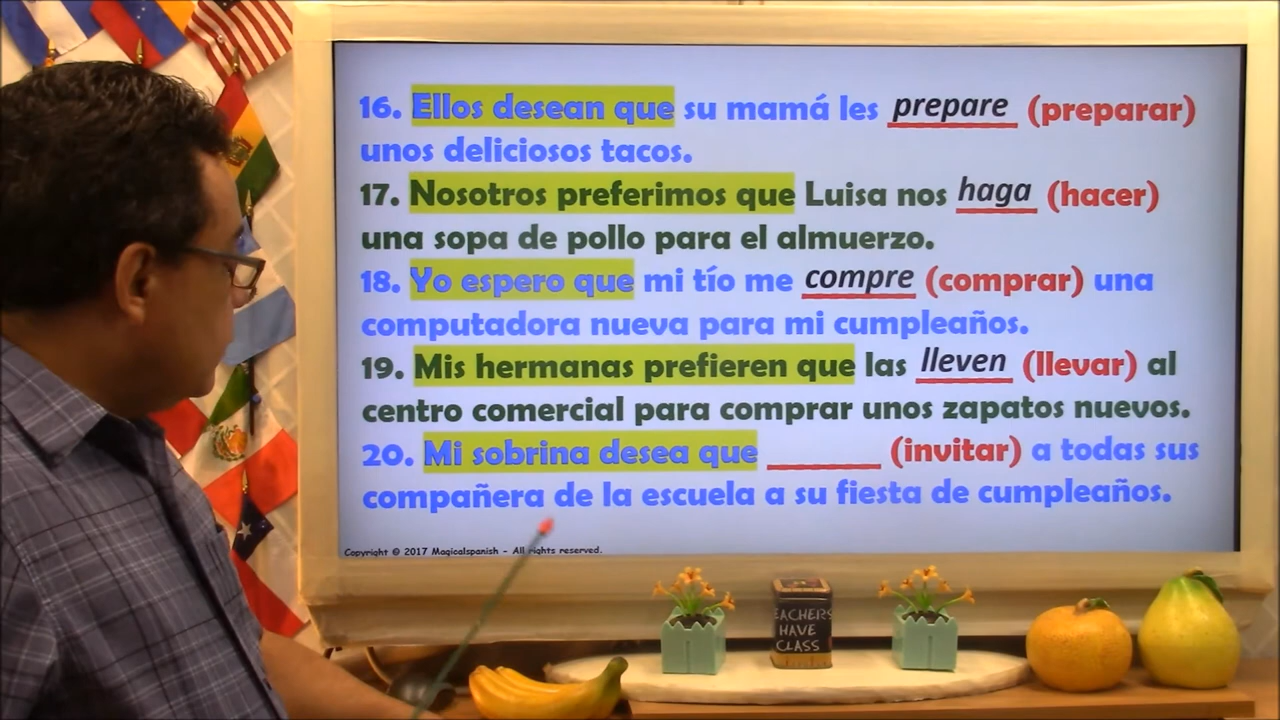 16. Ellos desean que su mamá les prepare (preparar)
unos deliciosos tacos.
17. Nosotros preferimos que Luisa nos haga (hacer)
una sopa de pollo para el almuerzo.
18. Yo espero que mi tío me compre (comprar) una
computadora nueva para mi cumpleaños.
19. Mis hermanas prefieren que las lleven (llevar) al
centro comercial para comprar unos zapatos nuevos.
20. Mi sobrina desea que ________ (invitar) a todas sus
compañera de la escuela a su fiesta de cumpleaños.
Copyright © 2017 Magicalspanish - All rights reserved.
EACHERS
HAVE
CLASS